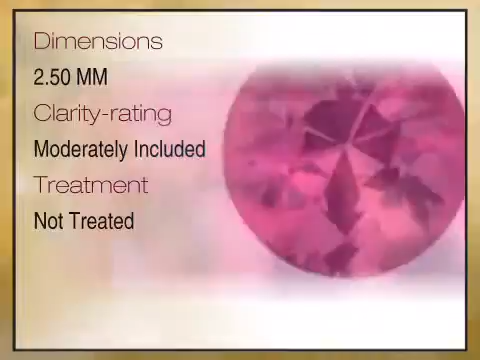 Dimensions
2.50 MM
Clarity-rating
Moderately Included
Treatment
Not Treated